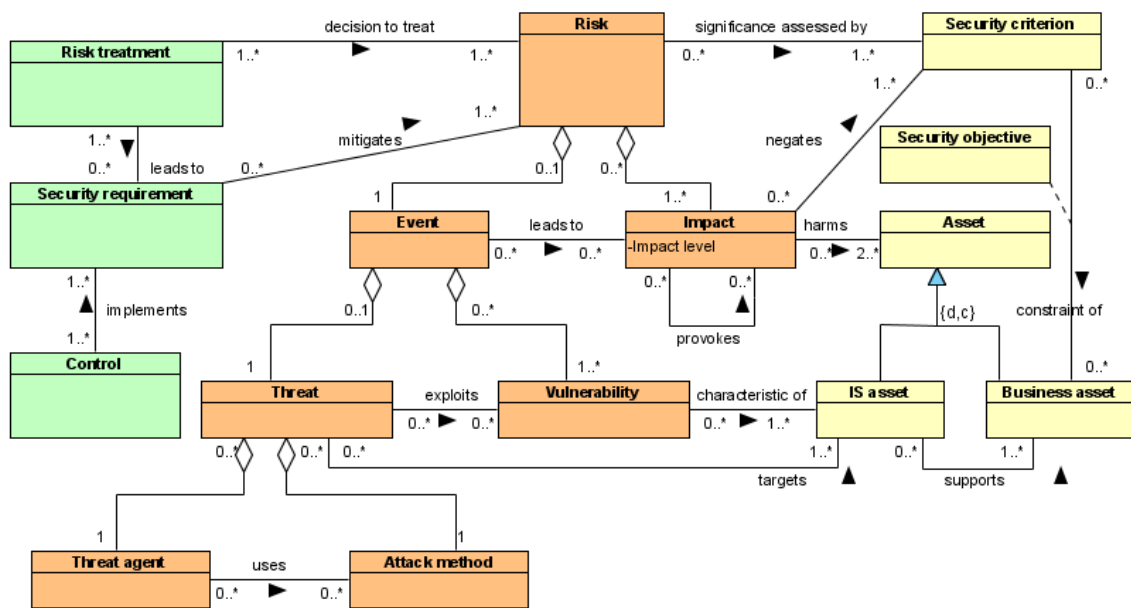 decision to treat
Risk
significance assessed by
Security criterion
Risk treatment
1..*
1..*
0..*
1..*
1..*
1..*
1..*
0..*
mitigates
negates
Security objective
0..*
leads to
0..*
0..1
0..*
Security requirement
1
1..*
0..*
Event
leads to
Impact
harms
Asset
-Impact level
0..*
0..*
0..*
2..*
1..*
0..*
0..*
implements
0..1
0..*
{d,c}
constraint of
1..*
provokes
Control
1
1..*
0..*
Threat
exploits
Vulnerability
characteristic of
IS asset
Business asset
0..*
0..*
0..*
1..*
0..*
0..*
0..*
1..*
0..*
1..*
targets
supports
1
1
Threat agent
uses
Attack method
0..*
0..*